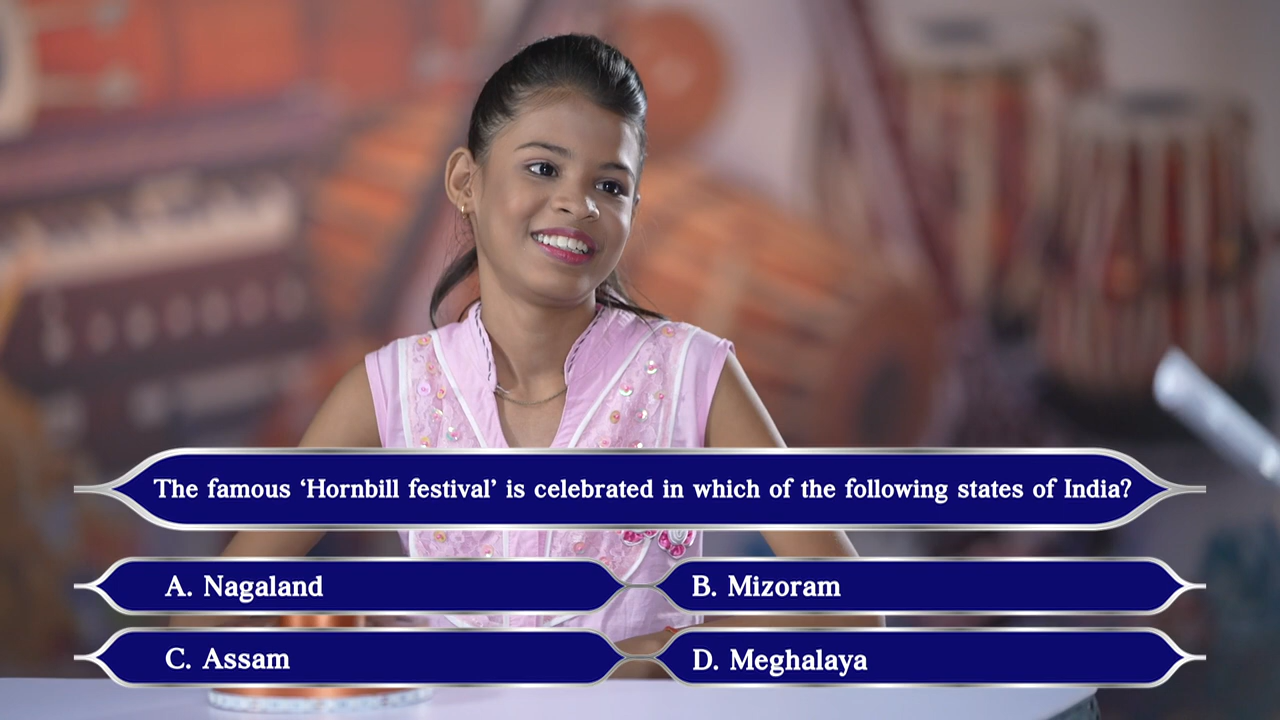 The famous ‘Hornbill festival’ is celebrated in which of the following states of India?
A. Nagaland
B. Mizoram
C. Assam
D. Meghalaya